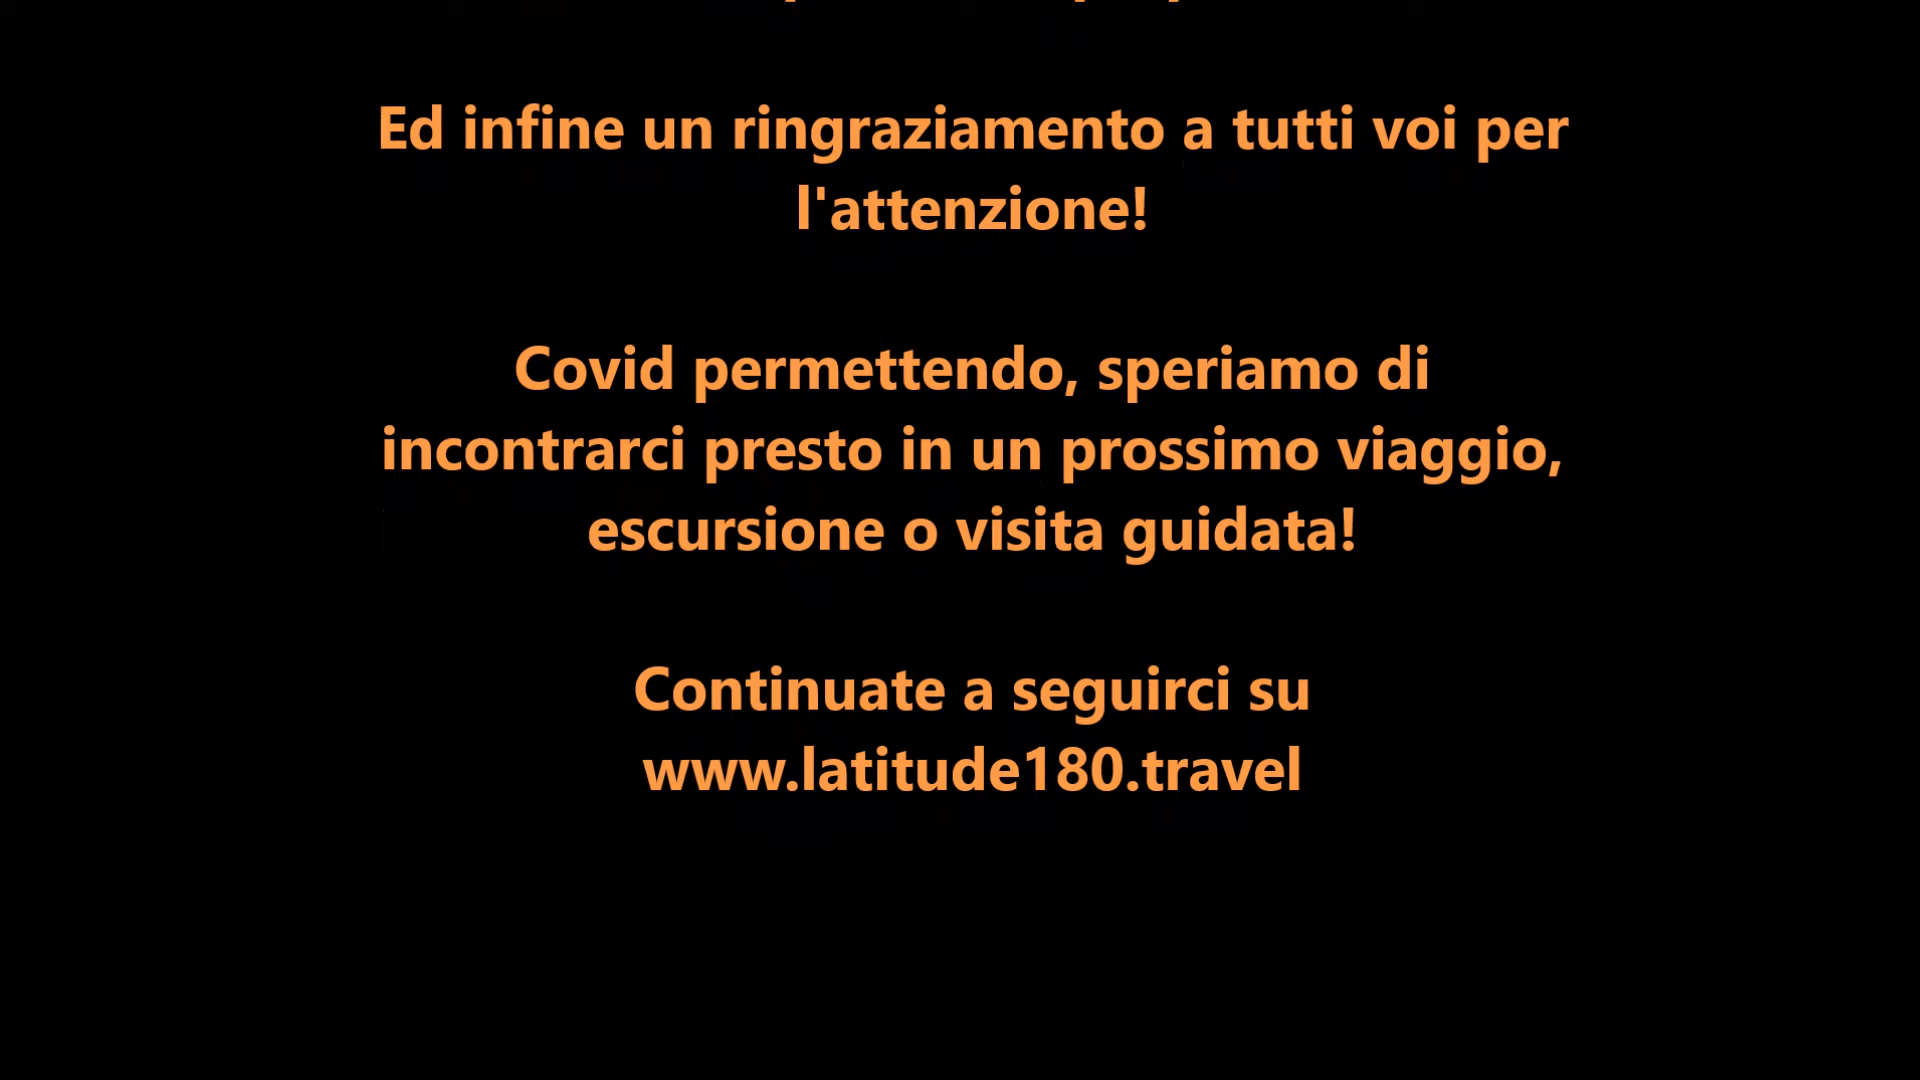 Ed infine un ringraziamento a tutti voi per
l'attenzione!
Covid permettendo, speriamo di
incontrarci presto in un prossimo viaggio,
escursione o visita guidata!
Continuate a seguirci su
www.latitude180.travel